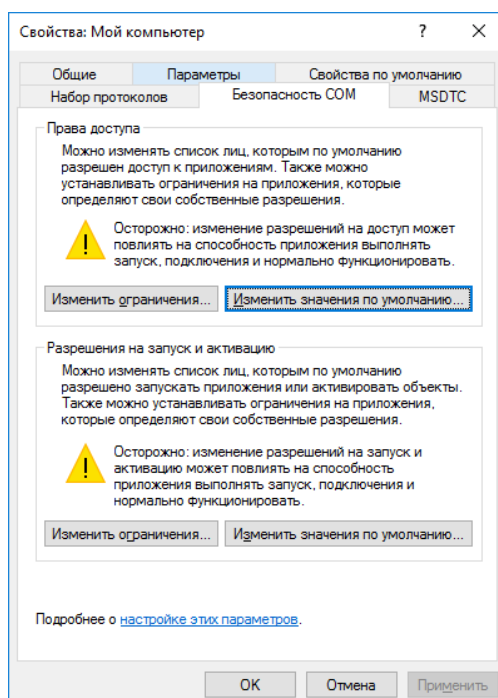 Свойства: Мой компьютер
Общие Параметры Свойства по умолчанию
Набор протоколов Безопасность COM MSDTC
Права доступа
Можно изменять список лиц, которым по умолчанию
разрешен доступ к приложениям. Также можно
устанавливать ограничения на приложения, которые
определяют свои собственные разрешения.
Осторожно: изменение разрешений на доступ может
повлиять на способность приложения выполнять
запуск, подключения и нормально функционировать.
Изменить ограничения... Изменить значения по умолчанию...
Разрешения на запуск и активацию
Можно изменять список лиц, которым по умолчанию
разрешено запускать приложения или активировать объекты.
Также можно устанавливать ограничения на приложения,
которые определяют свои собственные разрешения.
Осторожно: изменение разрешений на запуск и
активацию может повлиять на способность
приложения выполнять запуск, подключения и
нормально функционировать.
Изменить ограничения... Изменить значения по умолчанию...
Подробнее о настройке этих параметров.
OK Отмена Применить